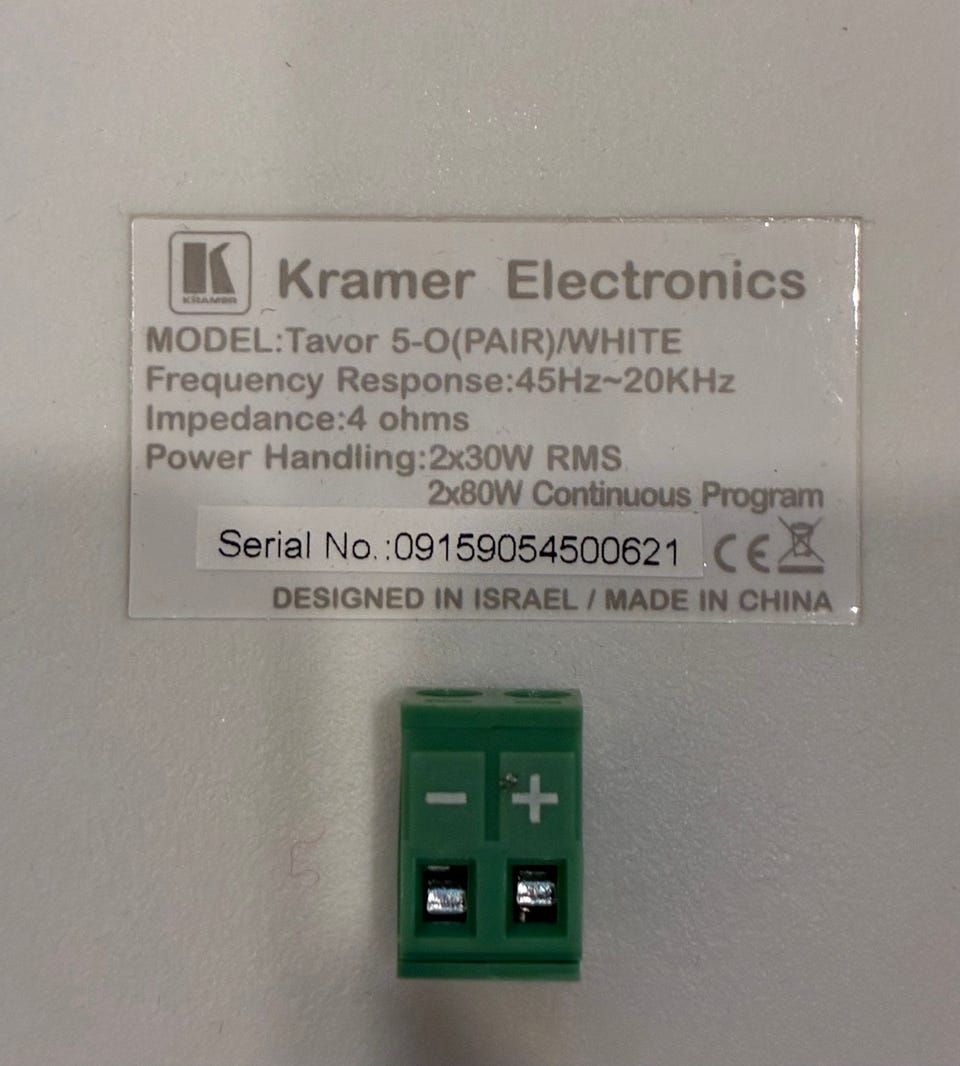 KRAMER
Kramer Electronics
MODEL:Tavor 5-O(PAIR)/WHITE
Frequency Response:45Hz~20KHz
Impedance:4 ohms
Power Handling:2x30W RMS
2x80W Continuous Program
Serial No.:09159054500621
CE
DESIGNED IN ISRAEL / MADE IN CHINA
- +